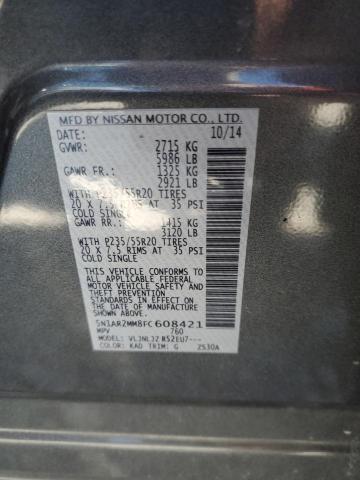 MFD BY NISSAN MOTOR CO., LTD.
DATE: 10/14
GVWR: 2715 KG
5986 LB
GAWR FR.: 1325 KG
2921 LB
WITH P235/55R20 TIRES
20 X 7.5 RIMS AT 35 PSI
COLD SINGLE
GAWR RR.: 1415 KG
3120 LB
WITH P235/55R20 TIRES
20 X 7.5 RIMS AT 35 PSI
COLD SINGLE
THIS VEHICLE CONFORMS TO
ALL APPLICABLE FEDERAL
MOTOR VEHICLE SAFETY AND
THEFT PREVENTION STANDARDS
IN EFFECT ON
THE DATE OF MANUFACTURE
SHOWN ABOVE.
5N1AR2MM8FC608421
MPV 760
MODEL: VLJNLJZ R52EU7---
COLOR: KAD TRIM: G 2530A